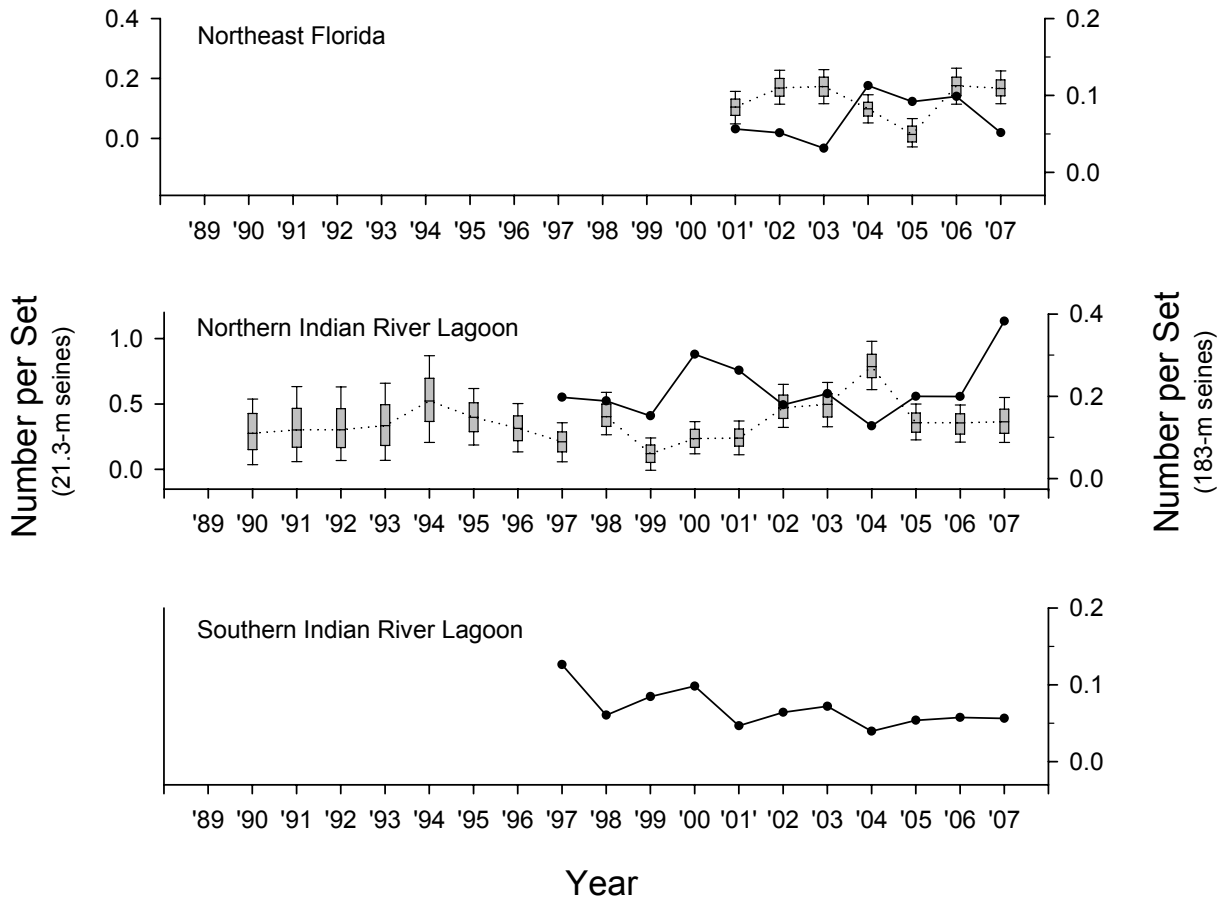 Northeast Florida
0.4
0.2
0.0
0.2
0.1
0.0
'89 '90 '91 '92 '93 '94 '95 '96 '97 '98 '99 '00 '01' '02 '03 '04 '05 '06 '07
Number per Set
(21.3-m seines)
Northern Indian River Lagoon
1.0
0.5
0.0
0.4
0.2
0.0
Number per Set
(183-m seines)
'89 '90 '91 '92 '93 '94 '95 '96 '97 '98 '99 '00 '01' '02 '03 '04 '05 '06 '07
Southern Indian River Lagoon
0.2
0.1
0.0
'89 '90 '91 '92 '93 '94 '95 '96 '97 '98 '99 '00 '01' '02 '03 '04 '05 '06 '07
Year